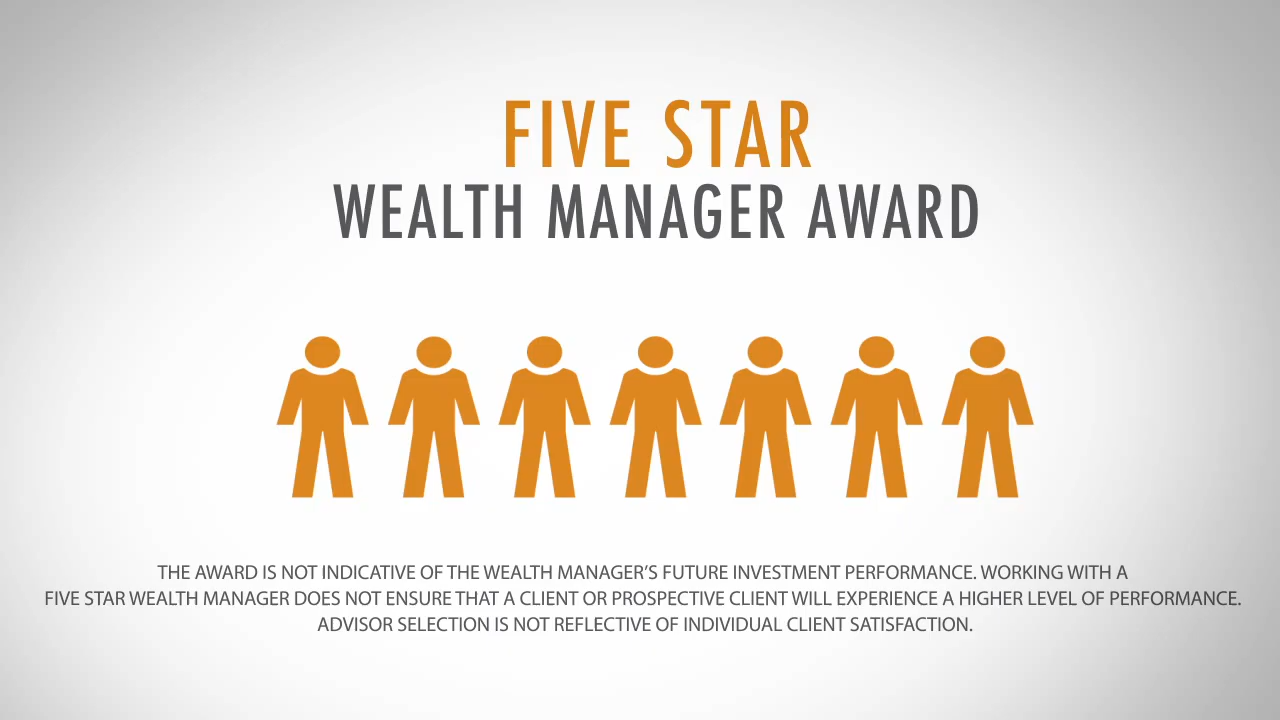 FIVE STAR
WEALTH MANAGER AWARD
THE AWARD IS NOT INDICATIVE OF THE WEALTH MANAGER’S FUTURE INVESTMENT PERFORMANCE. WORKING WITH A
FIVE STAR WEALTH MANAGER DOES NOT ENSURE THAT A CLIENT OR PROSPECTIVE CLIENT WILL EXPERIENCE A HIGHER LEVEL OF PERFORMANCE.
ADVISOR SELECTION IS NOT REFLECTIVE OF INDIVIDUAL CLIENT SATISFACTION.